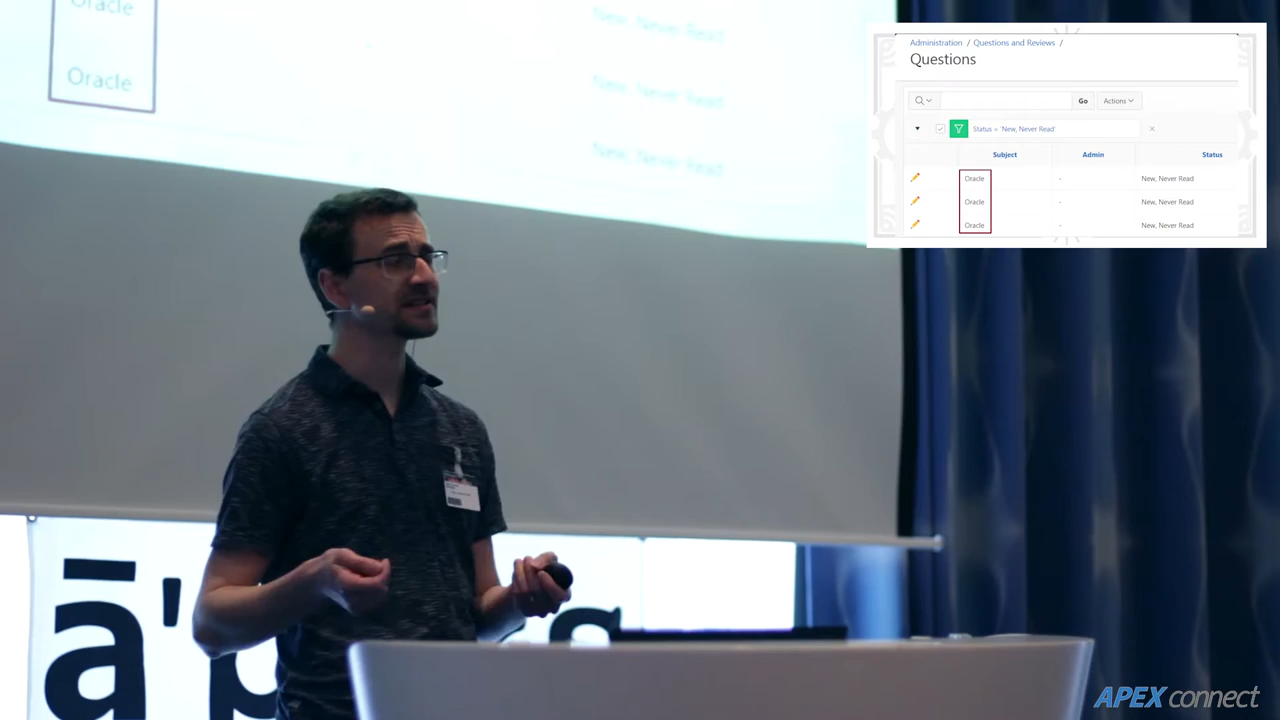 Oracle
Oracle
New, Never Read
New, Never Read
New, Never Read
Administration / Questions and Reviews /
Questions
Go
Actions
Status = 'New, Never Read'
Subject Admin Status
Oracle - New, Never Read
Oracle - New, Never Read
Oracle - New, Never Read
APEX connect